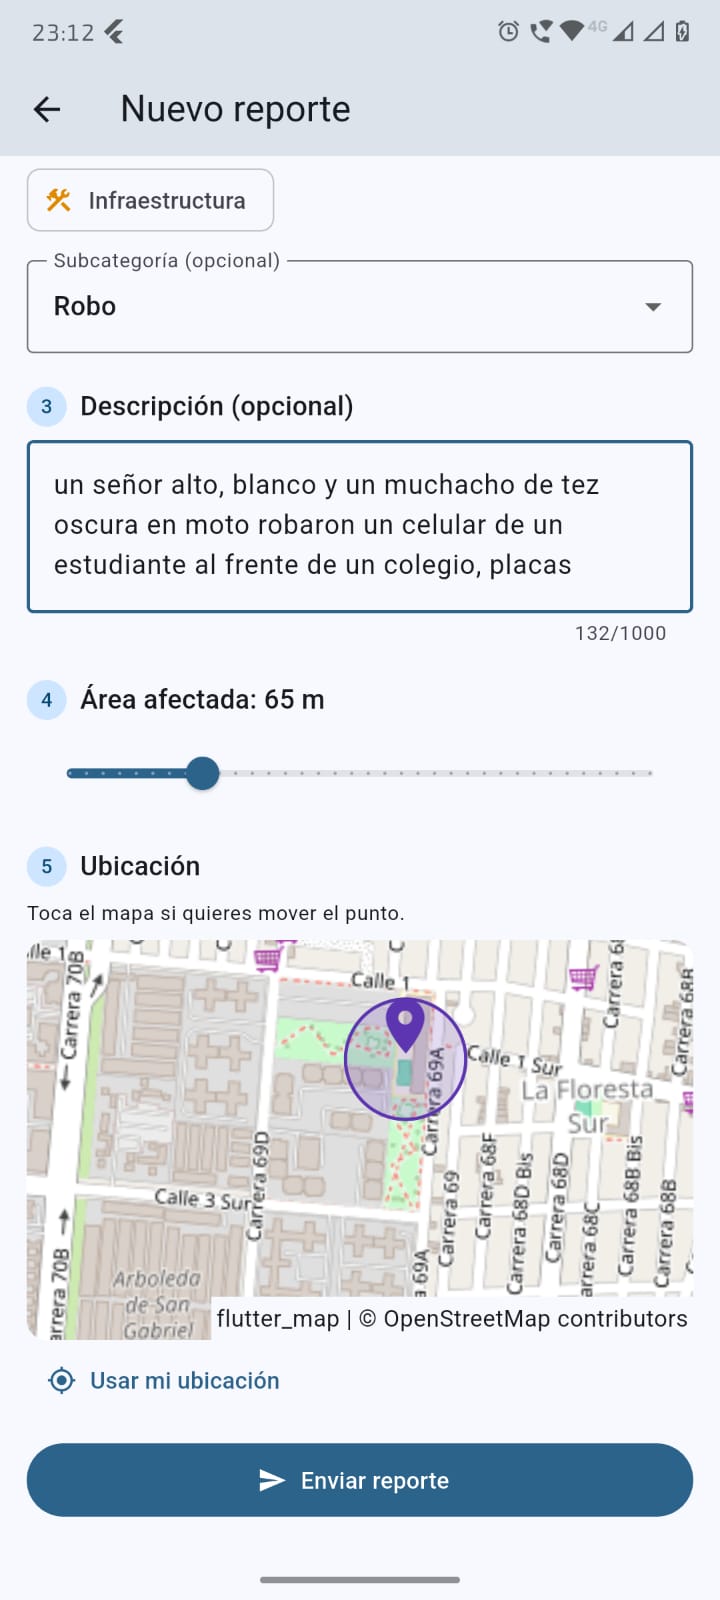 23:12
4G
Nuevo reporte
Infraestructura
Subcategoría (opcional)
Robo
3 Descripción (opcional)
un señor alto, blanco y un muchacho de tez
oscura en moto robaron un celular de un
estudiante al frente de un colegio, placas
132/1000
4 Área afectada: 65 m
5 Ubicación
Toca el mapa si quieres mover el punto.
Carrera 70B
Calle 1
Carrera 69A
Calle 1 Sur
La Floresta
Sur
Carrera 69D
Calle 3 Sur
Carrera 69
Carrera 68F
Carrera 68D Bis
Carrera 68D
Carrera 68B Bis
Carrera 68B
Arboleda
de San
Gabriel
flutter_map | © OpenStreetMap contributors
Usar mi ubicación
Enviar reporte